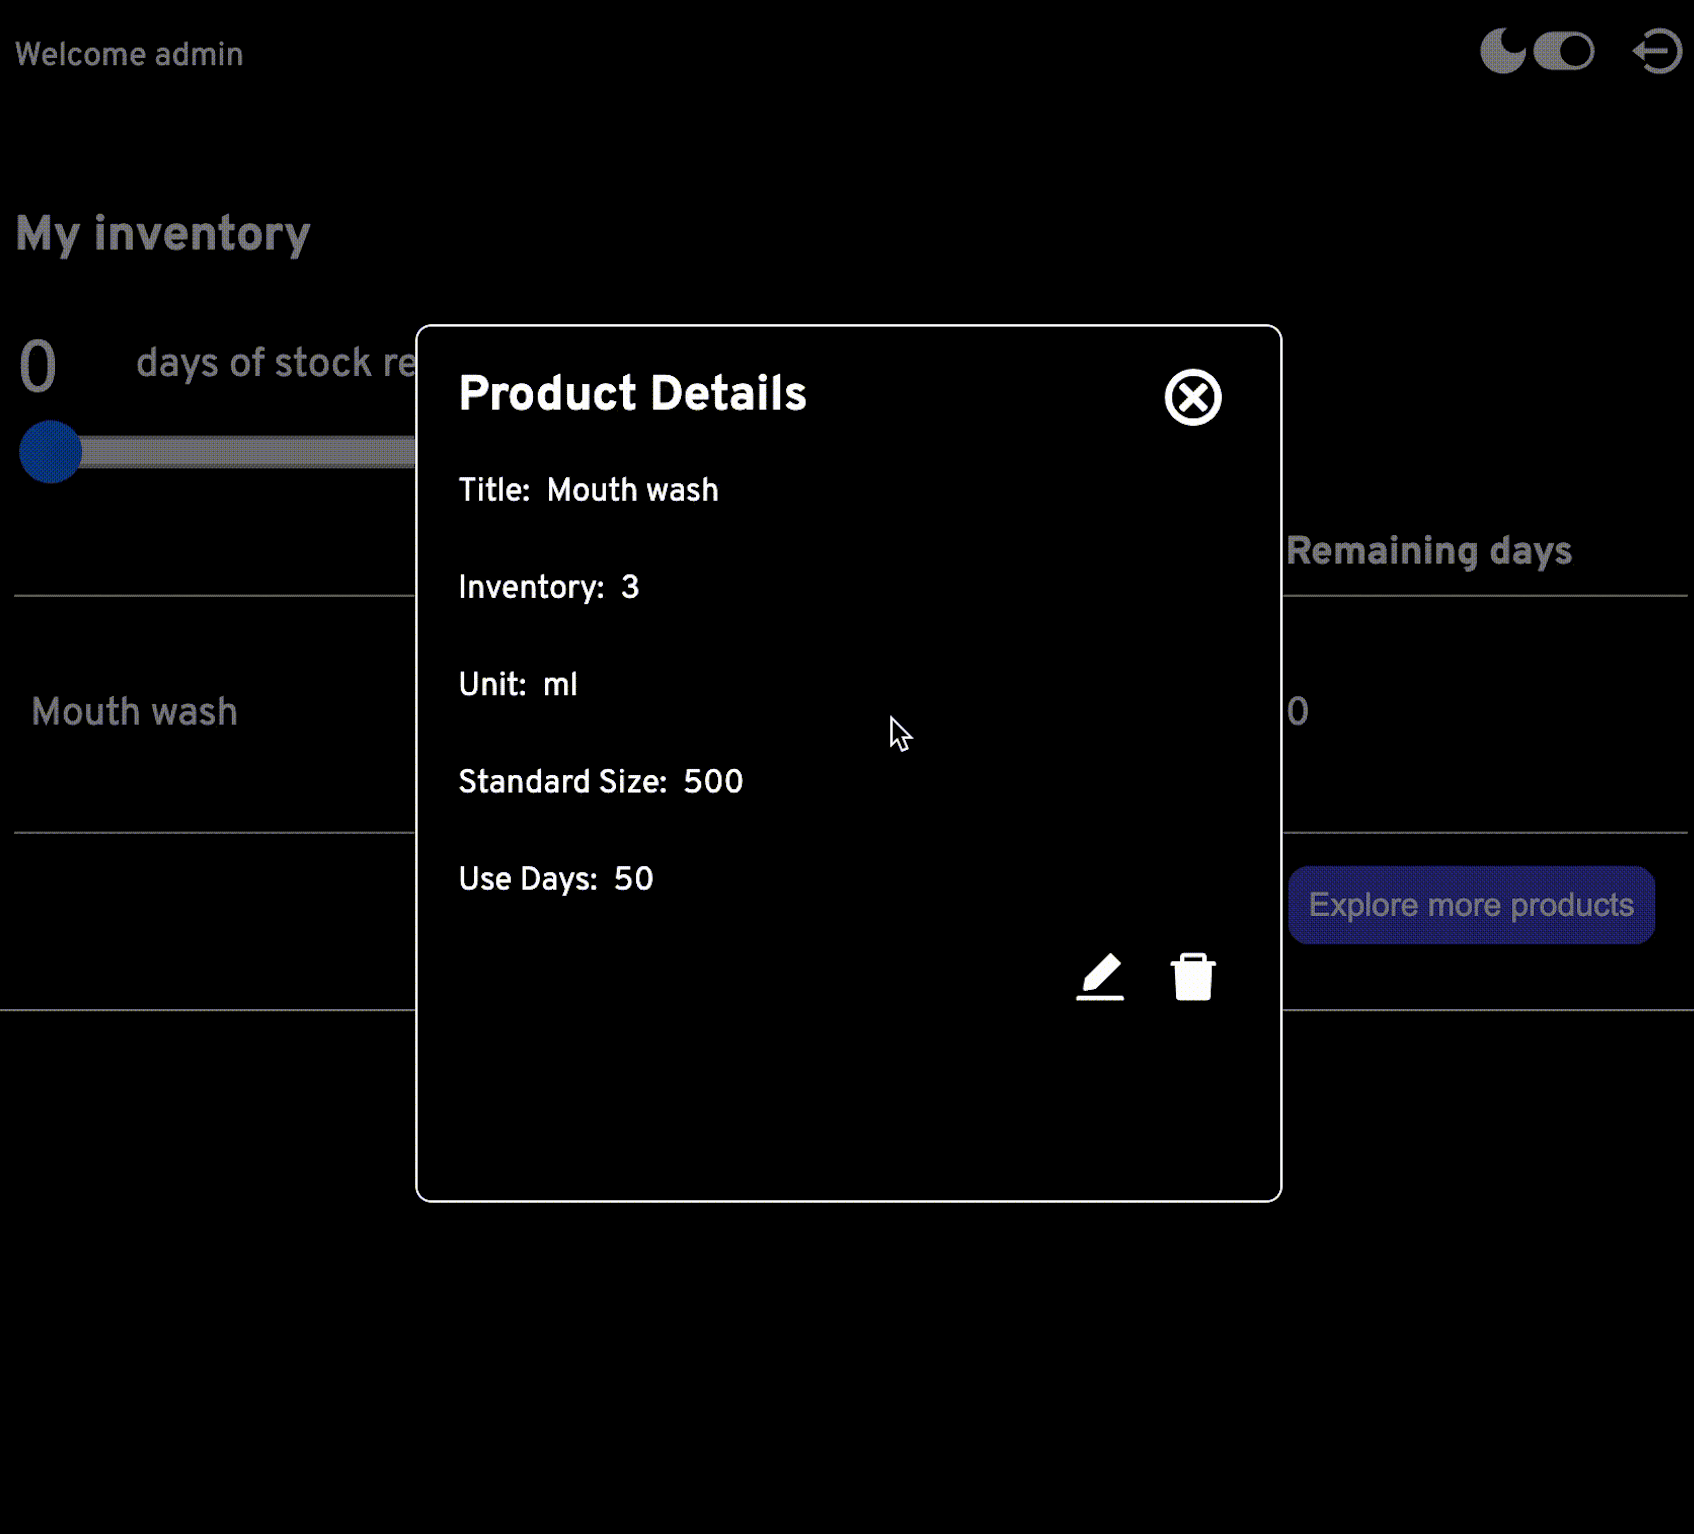 Welcome admin
My inventory
0 days of stock re
Product Details
Title: Mouth wash
Inventory: 3
Unit: ml
Standard Size: 500
Use Days: 50
Remaining days
Mouth wash
0
Explore more products